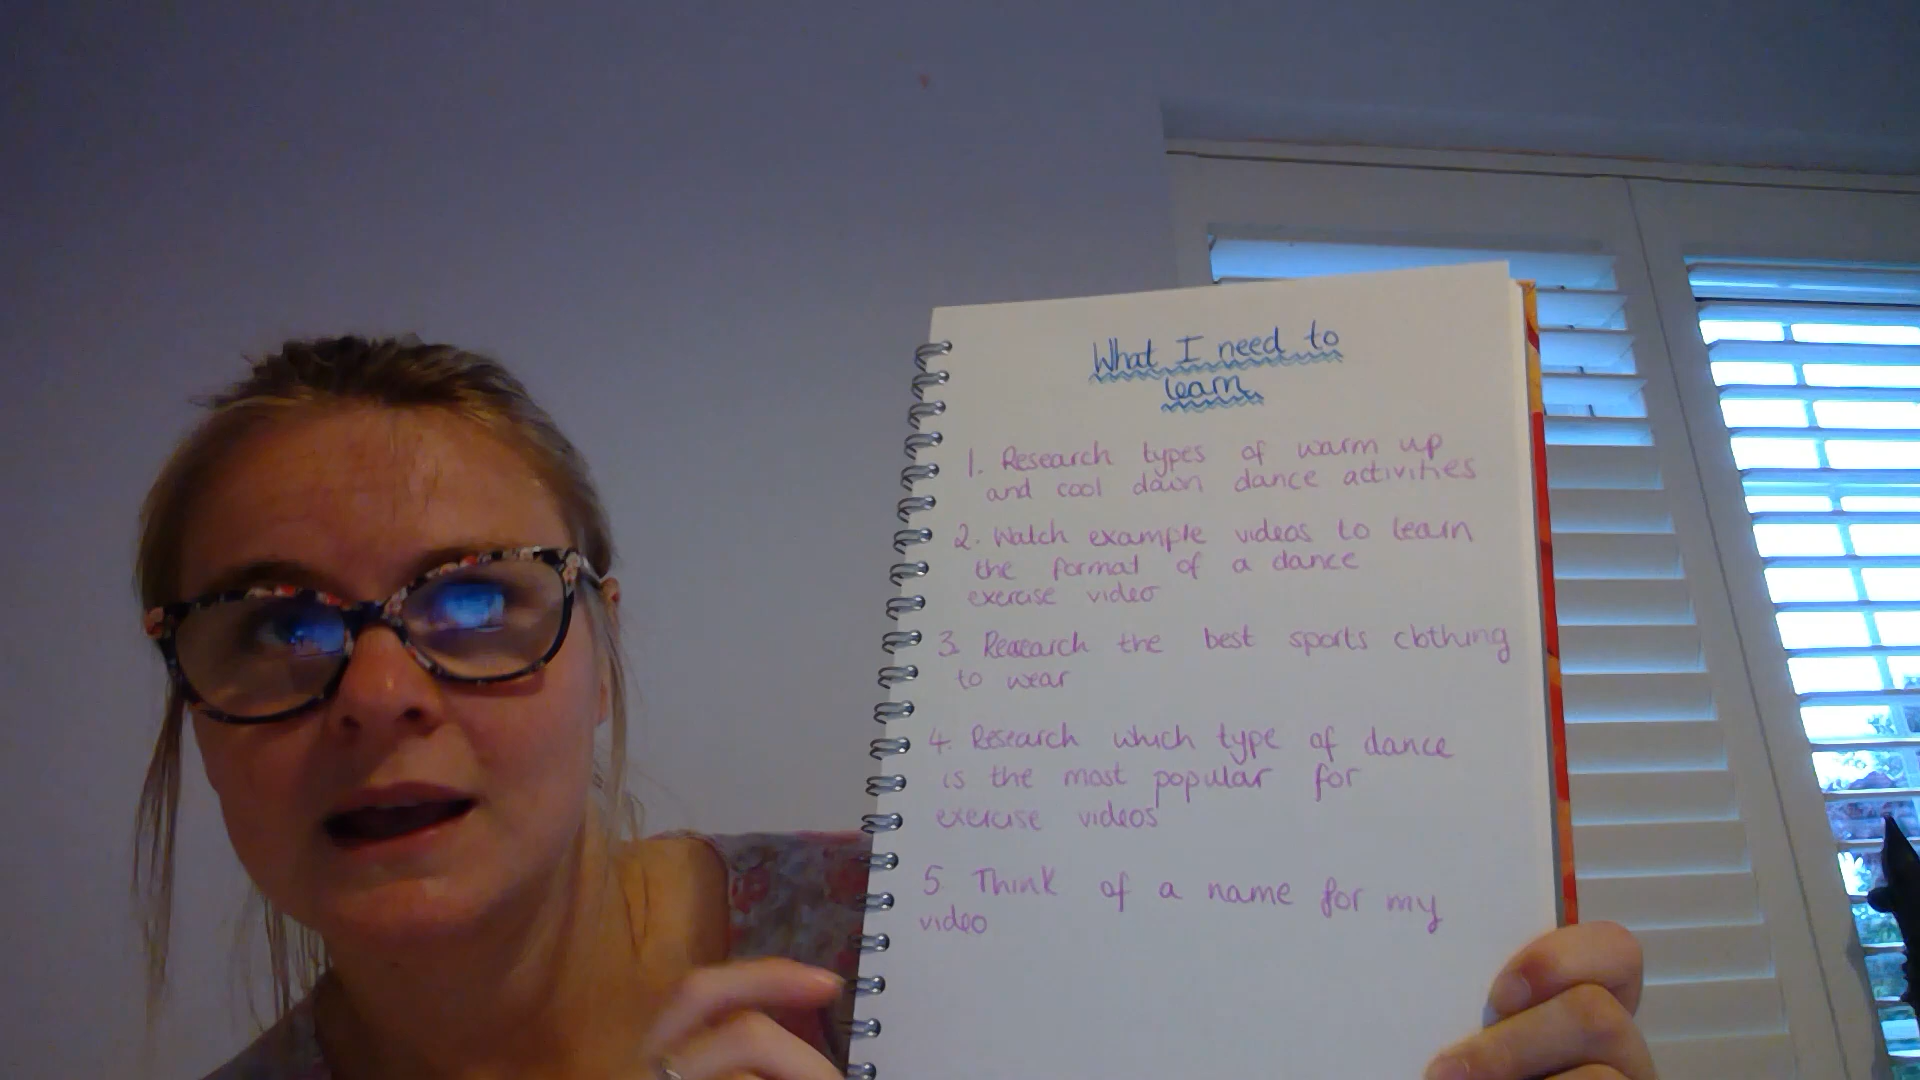 What I need to
learn
1. Research types of warm up
and cool down dance activities
2. Watch example videos to learn
the format of a dance
exercise video
3. Research the best sports clothing
to wear
4. Research which type of dance
is the most popular for
exercise videos
5 Think of a name for my
video